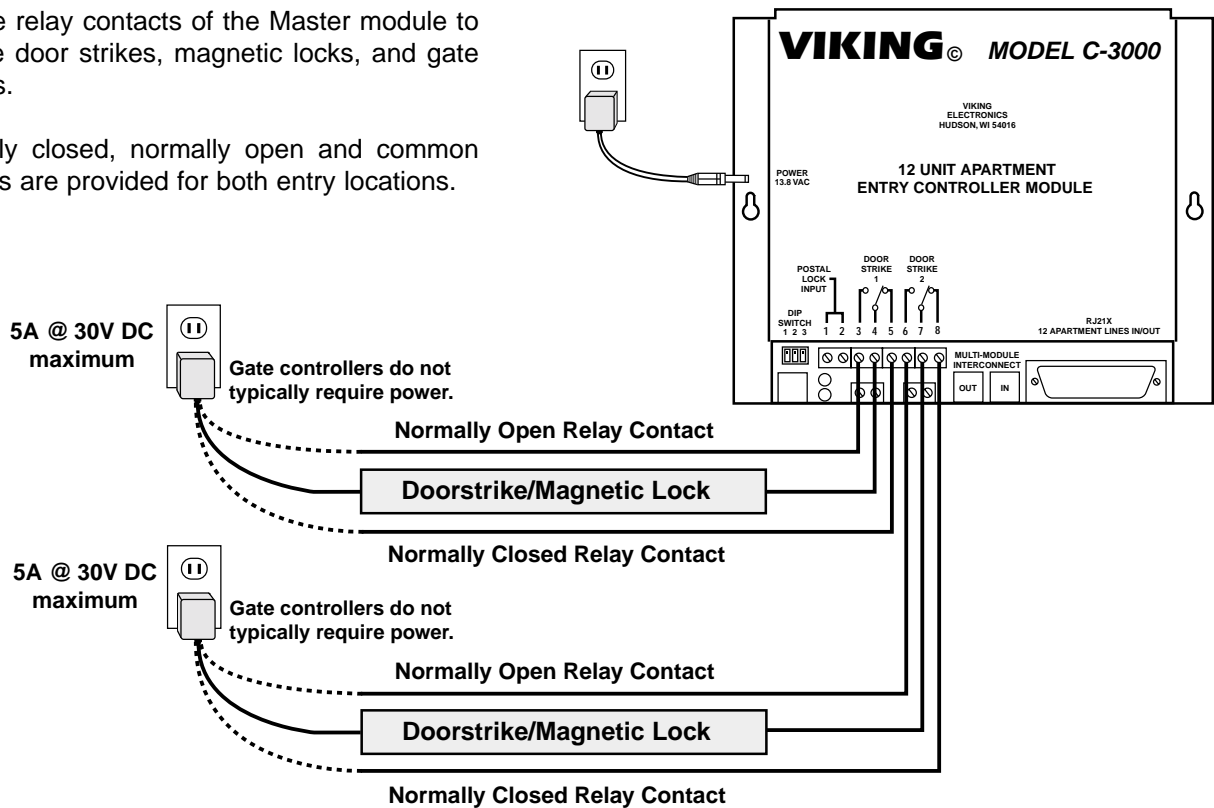 e relay contacts of the Master module to
e door strikes, magnetic locks, and gate
s.
ly closed, normally open and common
s are provided for both entry locations.
VIKING© MODEL C-3000
VIKING
ELECTRONICS
HUDSON, WI 54016
POWER
13.8 VAC
12 UNIT APARTMENT
ENTRY CONTROLLER MODULE
POSTAL
LOCK
INPUT
DOOR
STRIKE
1
DOOR
STRIKE
2
DIP
SWITCH
1 2 3
1 2 3 4 5 6 7 8
RJ21X
12 APARTMENT LINES IN/OUT
MULTI-MODULE
INTERCONNECT
OUT IN
5A @ 30V DC
maximum
Gate controllers do not
typically require power.
Normally Open Relay Contact
Doorstrike/Magnetic Lock
Normally Closed Relay Contact
5A @ 30V DC
maximum
Gate controllers do not
typically require power.
Normally Open Relay Contact
Doorstrike/Magnetic Lock
Normally Closed Relay Contact